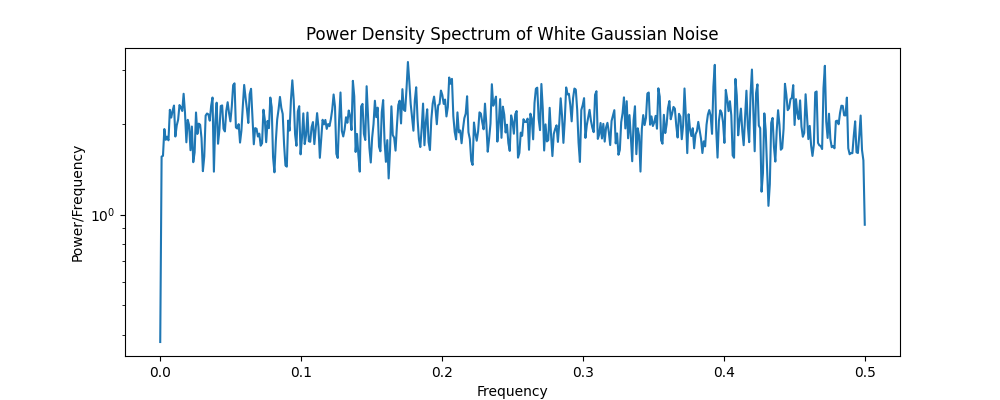 Power Density Spectrum of White Gaussian Noise
Power/Frequency
10⁰
0.0 0.1 0.2 0.3 0.4 0.5
Frequency